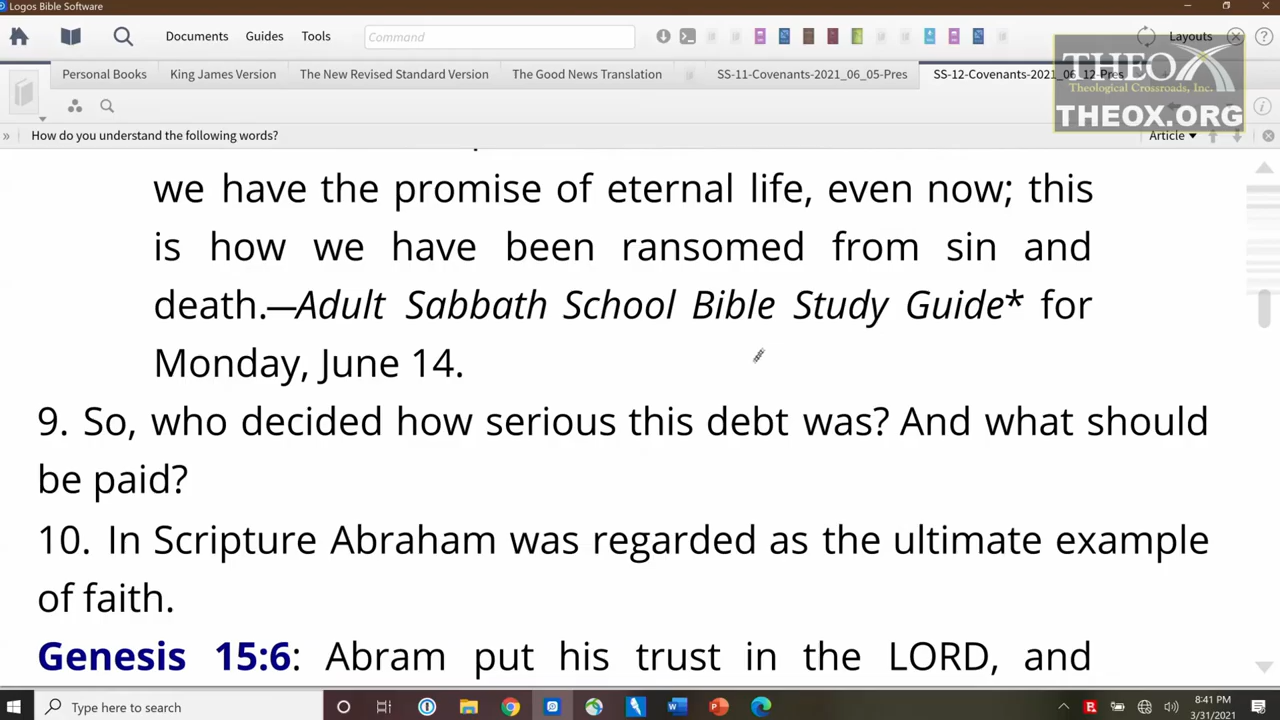 Logos Bible Software
Documents Guides Tools Command Layouts
Personal Books King James Version The New Revised Standard Version The Good News Translation SS-11-Covenants-2021_06_05-Pres SS-12-Covenants-2021_06_12-Pres
THEOX
Theological Crossroads, Inc.
THEOX.ORG
How do you understand the following words? Article
we have the promise of eternal life, even now; this
is how we have been ransomed from sin and
death.—Adult Sabbath School Bible Study Guide* for
Monday, June 14.
9. So, who decided how serious this debt was? And what should
be paid?
10. In Scripture Abraham was regarded as the ultimate example
of faith.
Genesis 15:6: Abram put his trust in the LORD, and
Type here to search
8:41 PM
3/31/2021